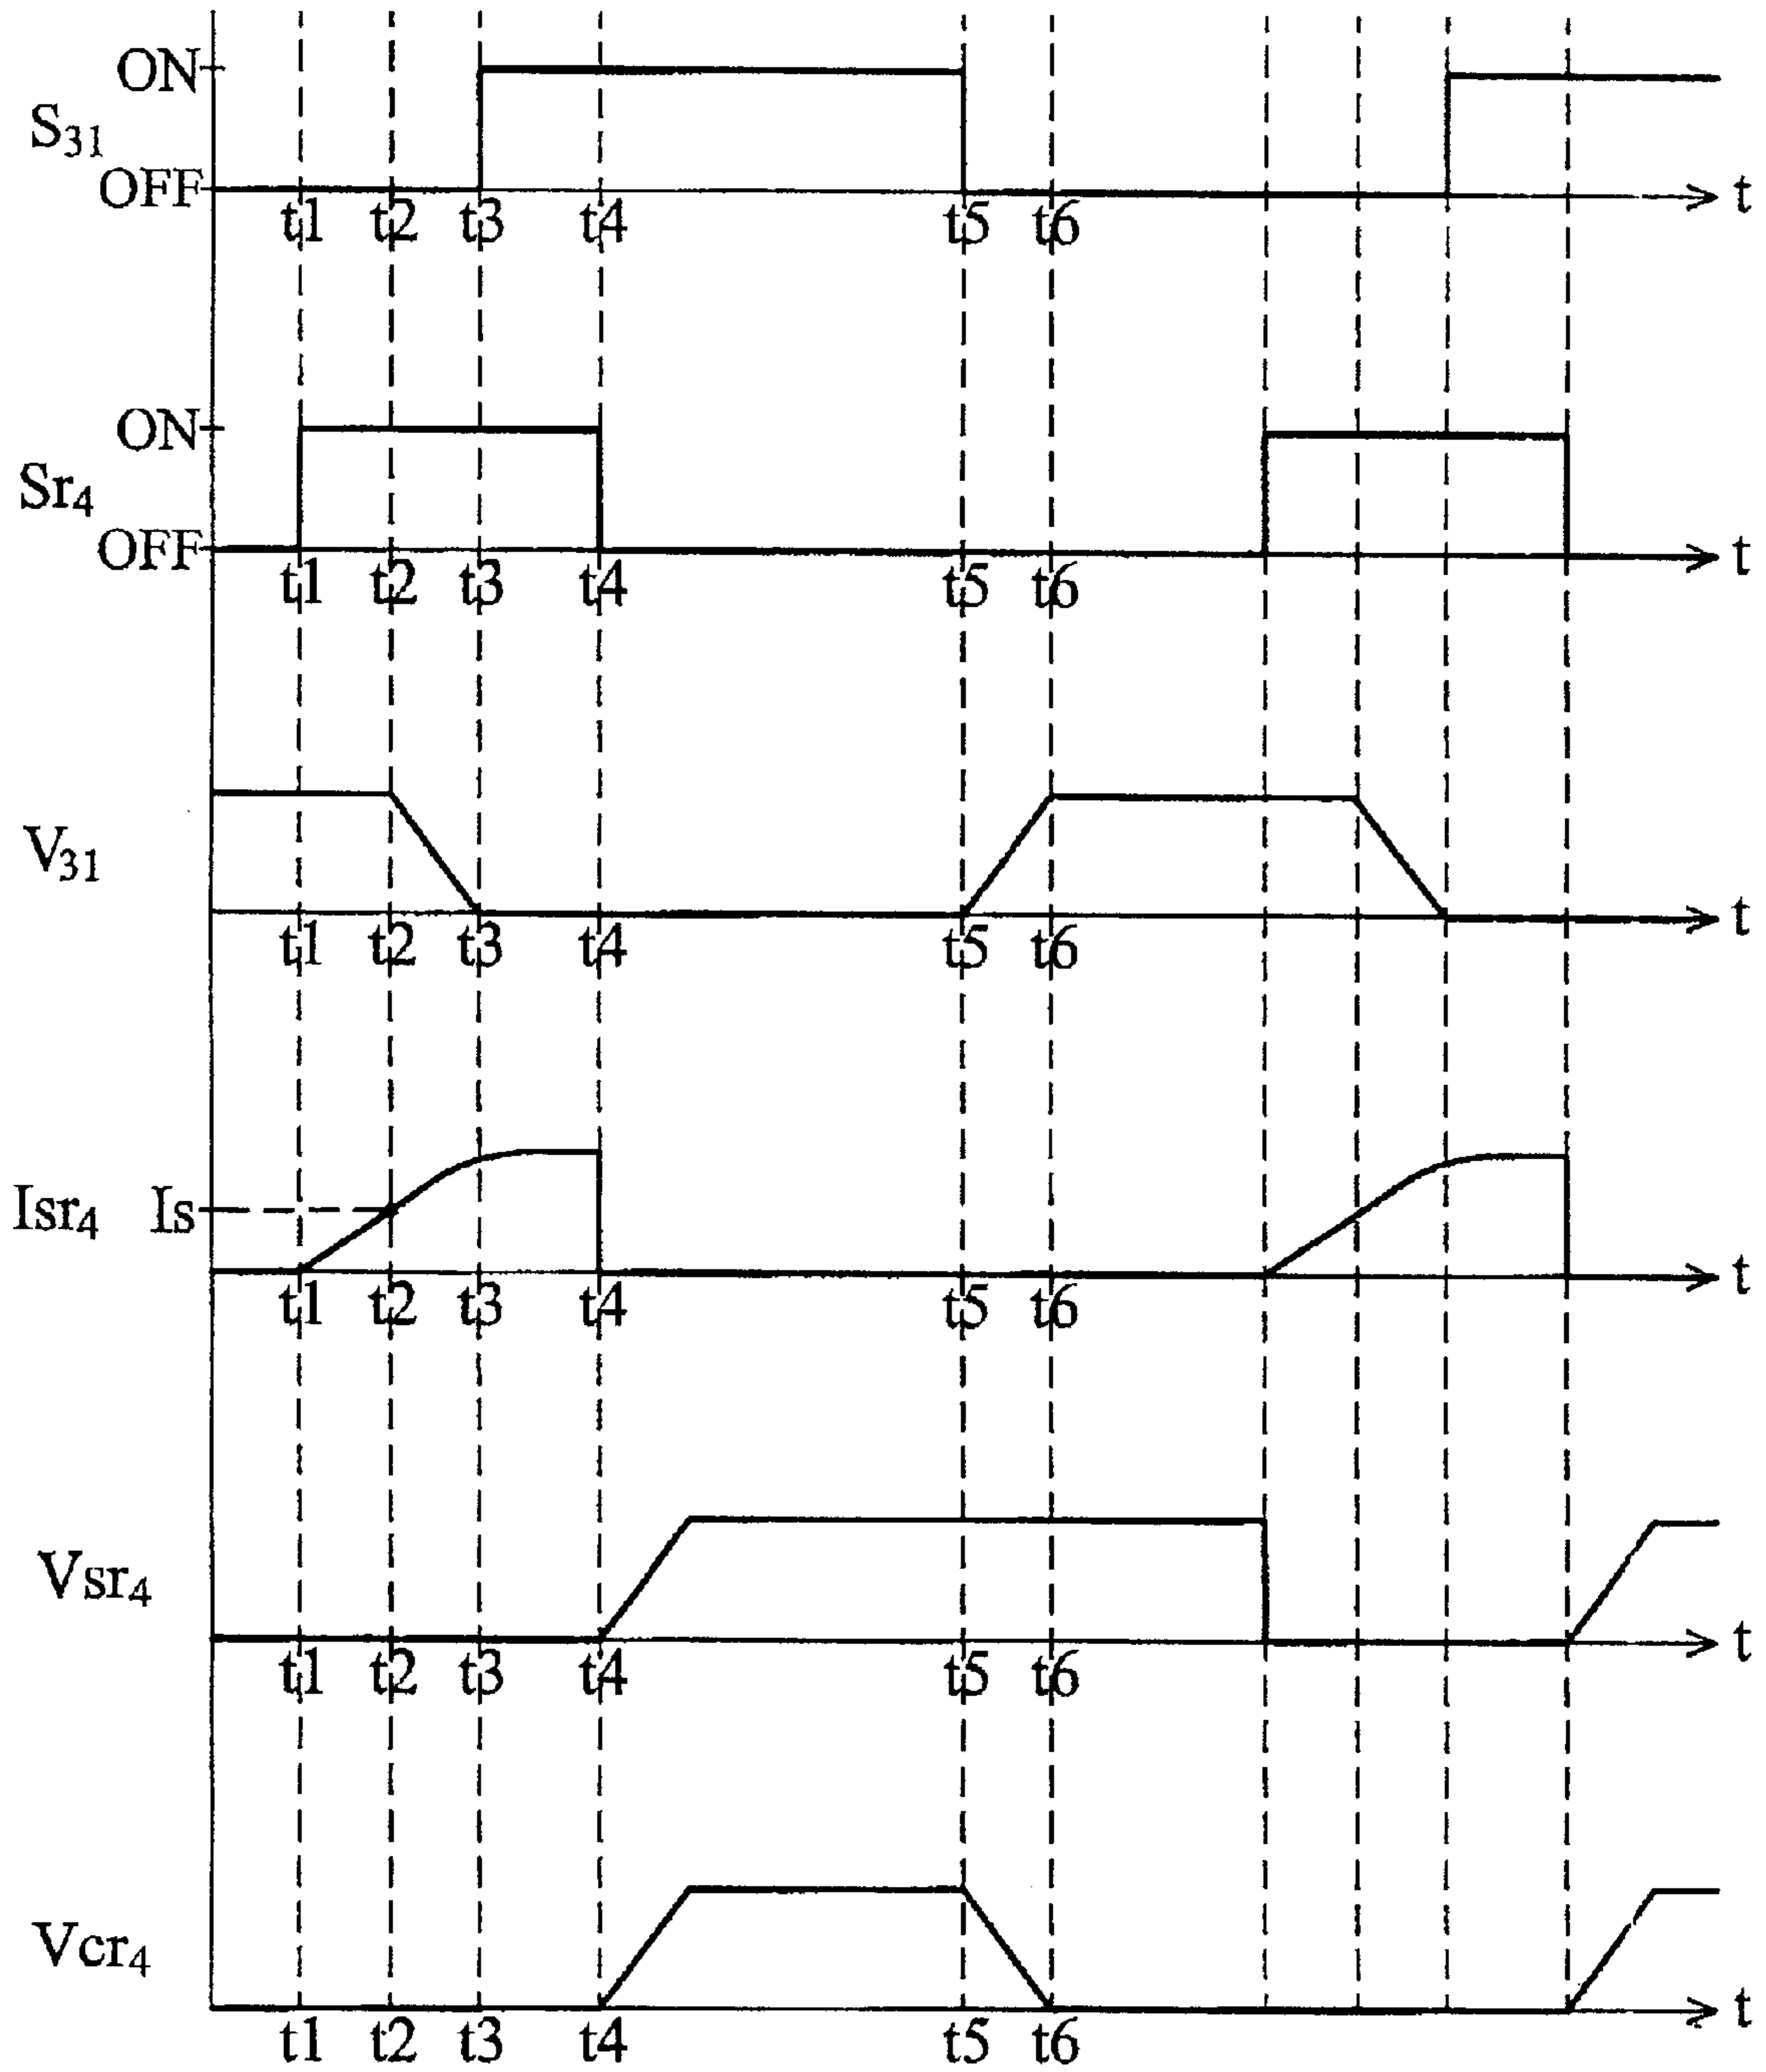 ON
S31
OFF
t1 t2 t3 t4 t5 t6 t
ON
Sr4
OFF
t1 t2 t3 t4 t5 t6 t
V31
t1 t2 t3 t4 t5 t6 t
Isr4 Is
t1 t2 t3 t4 t5 t6 t
Vsr4
t1 t2 t3 t4 t5 t6 t
Vcr4
t1 t2 t3 t4 t5 t6 t